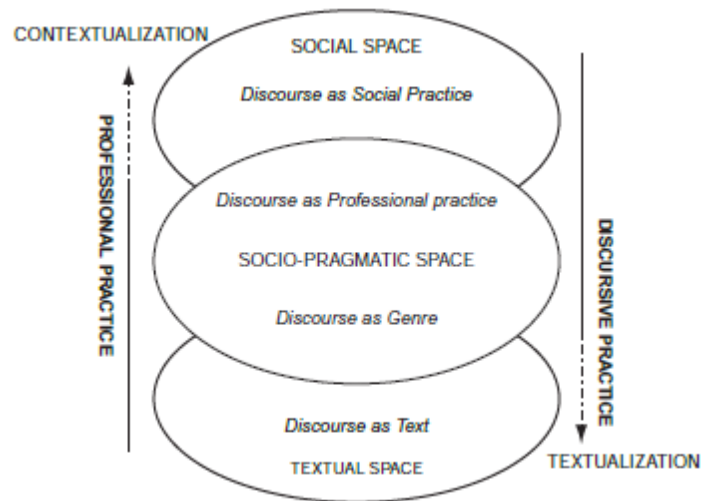 CONTEXTUALIZATION
SOCIAL SPACE
Discourse as Social Practice
PROFESSIONAL PRACTICE
Discourse as Professional practice
SOCIO-PRAGMATIC SPACE
Discourse as Genre
DISCURSIVE PRACTICE
Discourse as Text
TEXTUAL SPACE
TEXTUALIZATION